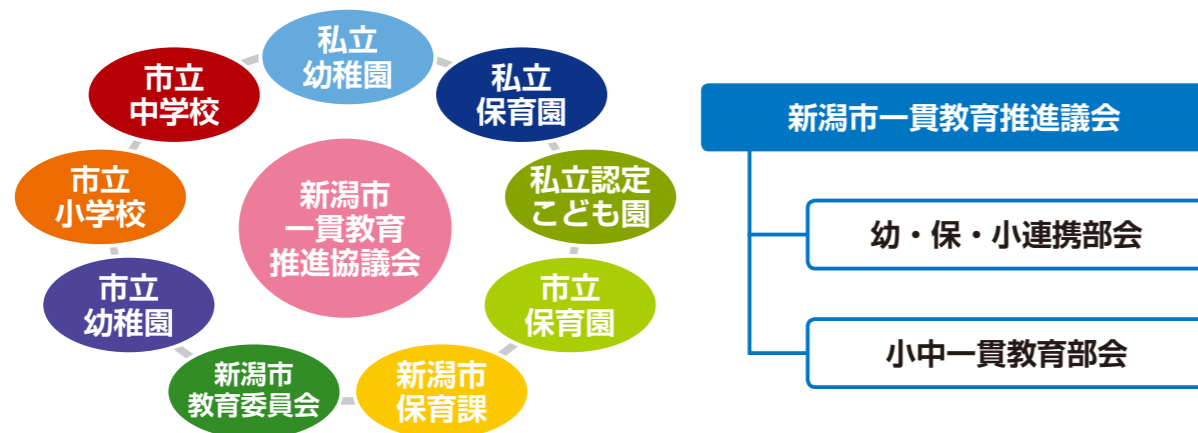 私立
幼稚園
私立
保育園
私立認定
こども園
市立
保育園
新潟市
保育課
新潟市
教育委員会
市立
幼稚園
市立
小学校
市立
中学校
新潟市
一貫教育
推進協議会
新潟市一貫教育推進議会
幼・保・小連携部会
小中一貫教育部会